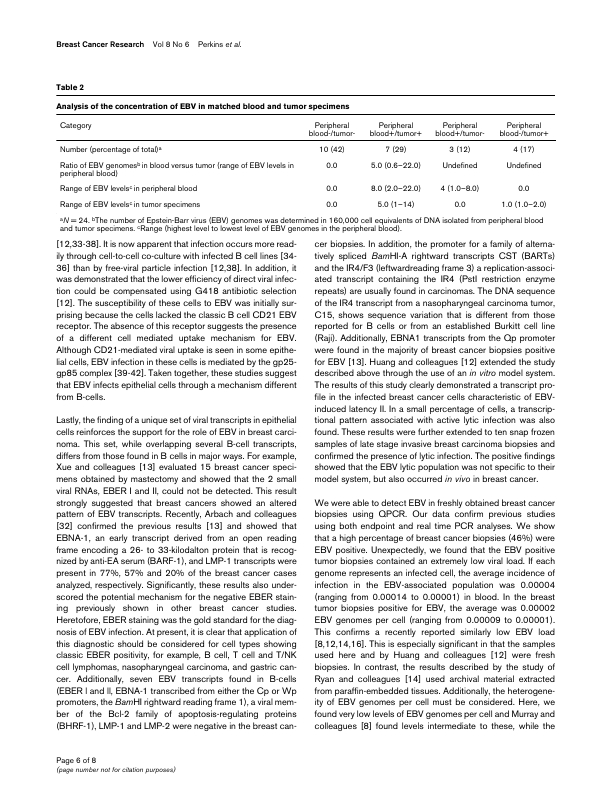 Breast Cancer Research Vol 8 No 6 Perkins et al.
Table 2
Analysis of the concentration of EBV in matched blood and tumor specimens
Category Peripheral blood-/tumor- Peripheral blood+/tumor+ Peripheral blood+/tumor- Peripheral blood-/tumor+
Number (percentage of total)a 10 (42) 7 (29) 3 (12) 4 (17)
Ratio of EBV genomesb in blood versus tumor (range of EBV levels in 0.0 5.0 (0.6–22.0) Undefined Undefined
peripheral blood)
Range of EBV levelsc in peripheral blood 0.0 8.0 (2.0–22.0) 4 (1.0–8.0) 0.0
Range of EBV levelsc in tumor specimens 0.0 5.0 (1–14) 0.0 1.0 (1.0–2.0)
aN = 24. bThe number of Epstein-Barr virus (EBV) genomes was determined in 160,000 cell equivalents of DNA isolated from peripheral blood
and tumor specimens. cRange (highest level to lowest level of EBV genomes in the peripheral blood).
[12,33-38]. It is now apparent that infection occurs more read-
ily through cell-to-cell co-culture with infected B cell lines [34-
36] than by free-viral particle infection [12,38]. In addition, it
was demonstrated that the lower efficiency of direct viral infec-
tion could be compensated using G418 antibiotic selection
[12]. The susceptibility of these cells to EBV was initially sur-
prising because the cells lacked the classic B cell CD21 EBV
receptor. The absence of this receptor suggests the presence
of a different cell mediated uptake mechanism for EBV.
Although CD21-mediated viral uptake is seen in some epithe-
lial cells, EBV infection in these cells is mediated by the gp25-
gp85 complex [39-42]. Taken together, these studies suggest
that EBV infects epithelial cells through a mechanism different
from B-cells.
Lastly, the finding of a unique set of viral transcripts in epithelial
cells reinforces the support for the role of EBV in breast carci-
noma. This set, while overlapping several B-cell transcripts,
differs from those found in B cells in major ways. For example,
Xue and colleagues [13] evaluated 15 breast cancer speci-
mens obtained by mastectomy and showed that the 2 small
viral RNAs, EBER I and II, could not be detected. This result
strongly suggested that breast cancers showed an altered
pattern of EBV transcripts. Recently, Arbach and colleagues
[32] confirmed the previous results [13] and showed that
EBNA-1, an early transcript derived from an open reading
frame encoding a 26- to 33-kilodalton protein that is recog-
nized by anti-EA serum (BARF-1), and LMP-1 transcripts were
present in 77%, 57% and 20% of the breast cancer cases
analyzed, respectively. Significantly, these results also under-
scored the potential mechanism for the negative EBER stain-
ing previously shown in other breast cancer studies.
Heretofore, EBER staining was the gold standard for the diag-
nosis of EBV infection. At present, it is clear that application of
this diagnostic should be considered for cell types showing
classic EBER positivity, for example, B cell, T cell and T/NK
cell lymphomas, nasopharyngeal carcinoma, and gastric can-
cer. Additionally, seven EBV transcripts found in B-cells
(EBER I and II, EBNA-1 transcribed from either the Cp or Wp
promoters, the BamHI rightward reading frame 1), a viral mem-
ber of the Bcl-2 family of apoptosis-regulating proteins
(BHRF-1), LMP-1 and LMP-2 were negative in the breast can-
cer biopsies. In addition, the promoter for a family of alterna-
tively spliced BamHI-A rightward transcripts CST (BARTs)
and the IR4/F3 (leftwardreading frame 3) a replication-associ-
ated transcript containing the IR4 (PstI restriction enzyme
repeats) are usually found in carcinomas. The DNA sequence
of the IR4 transcript from a nasopharyngeal carcinoma tumor,
C15, shows sequence variation that is different from those
reported for B cells or from an established Burkitt cell line
(Raji). Additionally, EBNA1 transcripts from the Qp promoter
were found in the majority of breast cancer biopsies positive
for EBV [13]. Huang and colleagues [12] extended the study
described above through the use of an in vitro model system.
The results of this study clearly demonstrated a transcript pro-
file in the infected breast cancer cells characteristic of EBV-
induced latency II. In a small percentage of cells, a transcrip-
tional pattern associated with active lytic infection was also
found. These results were further extended to ten snap frozen
samples of late stage invasive breast carcinoma biopsies and
confirmed the presence of lytic infection. The positive findings
showed that the EBV lytic population was not specific to their
model system, but also occurred in vivo in breast cancer.
We were able to detect EBV in freshly obtained breast cancer
biopsies using QPCR. Our data confirm previous studies
using both endpoint and real time PCR analyses. We show
that a high percentage of breast cancer biopsies (46%) were
EBV positive. Unexpectedly, we found that the EBV positive
tumor biopsies contained an extremely low viral load. If each
genome represents an infected cell, the average incidence of
infection in the EBV-associated population was 0.00004
(ranging from 0.00014 to 0.00001) in blood. In the breast
tumor biopsies positive for EBV, the average was 0.00002
EBV genomes per cell (ranging from 0.00009 to 0.00001).
This confirms a recently reported similarly low EBV load
[8,12,14,16]. This is especially significant in that the samples
used here and by Huang and colleagues [12] were fresh
biopsies. In contrast, the results described by the study of
Ryan and colleagues [14] used archival material extracted
from paraffin-embedded tissues. Additionally, the heterogene-
ity of EBV genomes per cell must be considered. Here, we
found very low levels of EBV genomes per cell and Murray and
colleagues [8] found levels intermediate to these, while the
Page 6 of 8
(page number not for citation purposes)